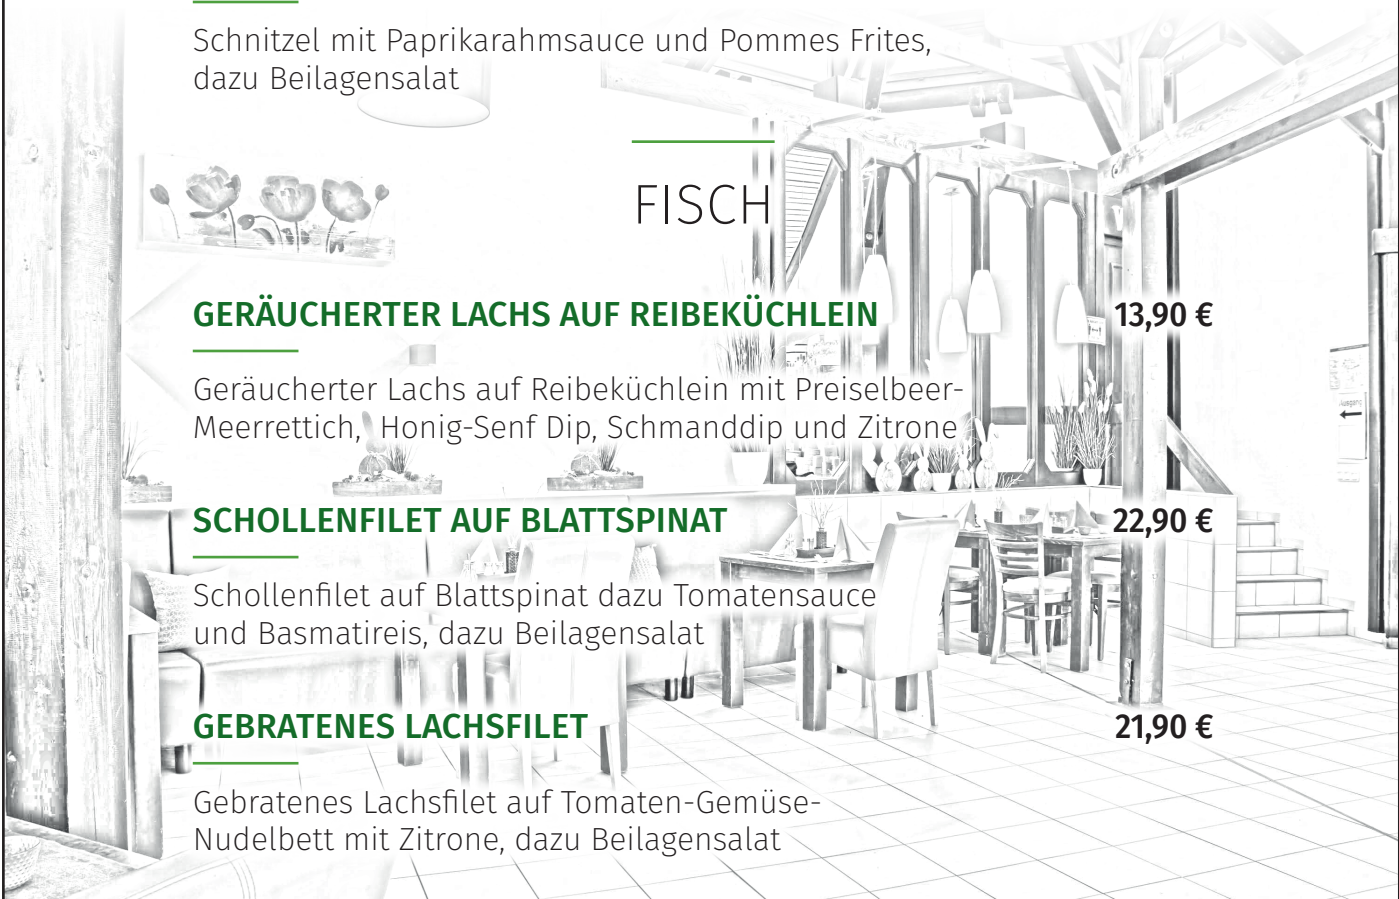 Schnitzel mit Paprikarahmsauce und Pommes Frites,
dazu Beilagensalat
FISCH
GERÄUCHERTER LACHS AUF REIBEKÜCHLEIN 13,90 €
Geräucherter Lachs auf Reibeküchlein mit Preiselbeer-
Meerrettich, Honig-Senf Dip, Schmanddip und Zitrone
Ausgang
SCHOLLENFILET AUF BLATTSPINAT 22,90 €
Schollenfilet auf Blattspinat dazu Tomatensauce
und Basmatireis, dazu Beilagensalat
GEBRATENES LACHSFILET 21,90 €
Gebratenes Lachsfilet auf Tomaten-Gemüse-
Nudelbett mit Zitrone, dazu Beilagensalat